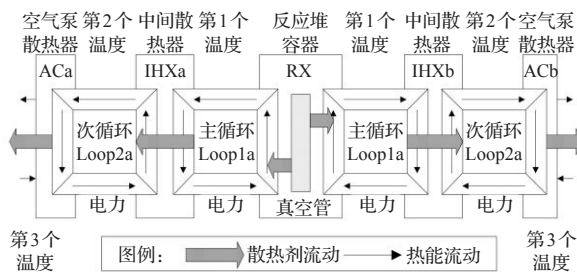 空气泵 第2个 中间散 第1个 反应堆 第1个 中间散 第2个 空气泵
散热器 温度 热器 温度 容器 温度 热器 温度 散热器
ACa IHXa RX IHXb ACb
次循环 主循环 主循环 次循环
Loop2a Loop1a Loop1a Loop2a
电力 电力 真空管 电力 电力
第3个 第3个
温度 温度
图例： 散热剂流动 热能流动